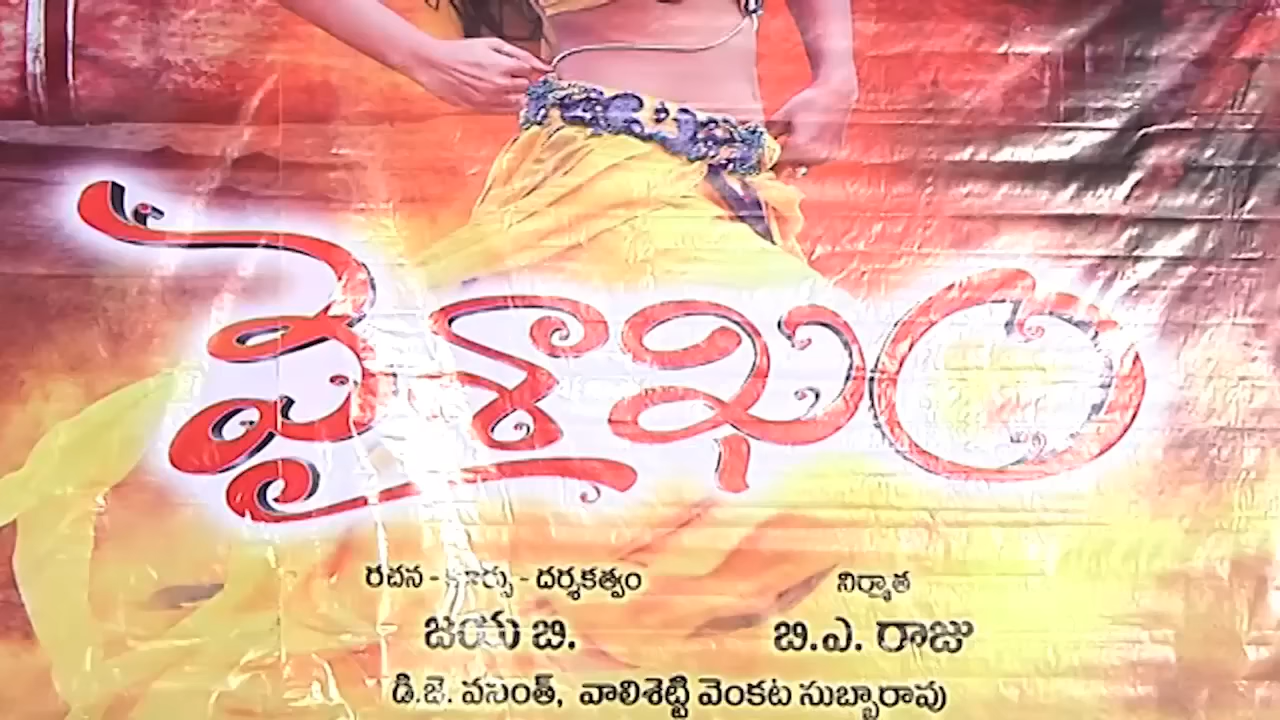 వైశాఖం
రచన - కూర్పు - దర్శకత్వం
నిర్మాత
జయ బి.
బి.ఎ. రాజు
డి.జె. వసంత్, వాలిశెట్టి వెంకట సుబ్బారావు